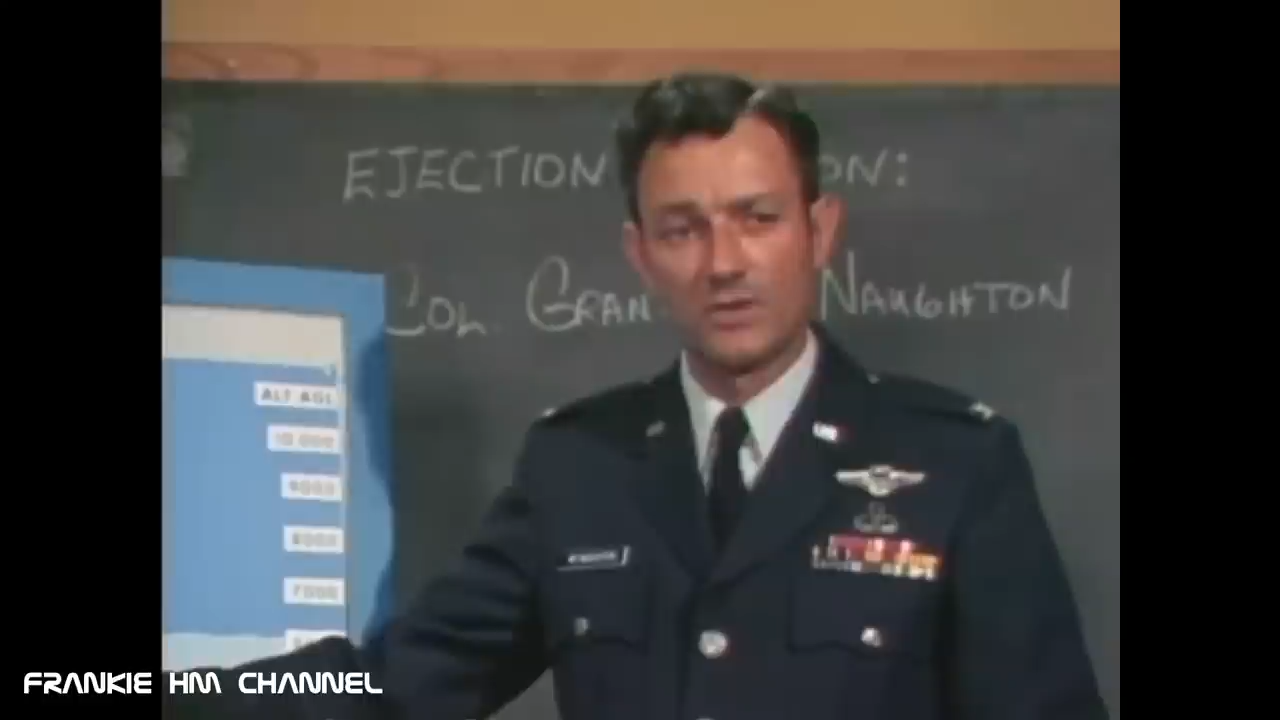 EJECTION ON:
COL. GRAN NAUGHTON
ALT AGL
10 000
9000
8000
7000
FRANKIE HM CHANNEL